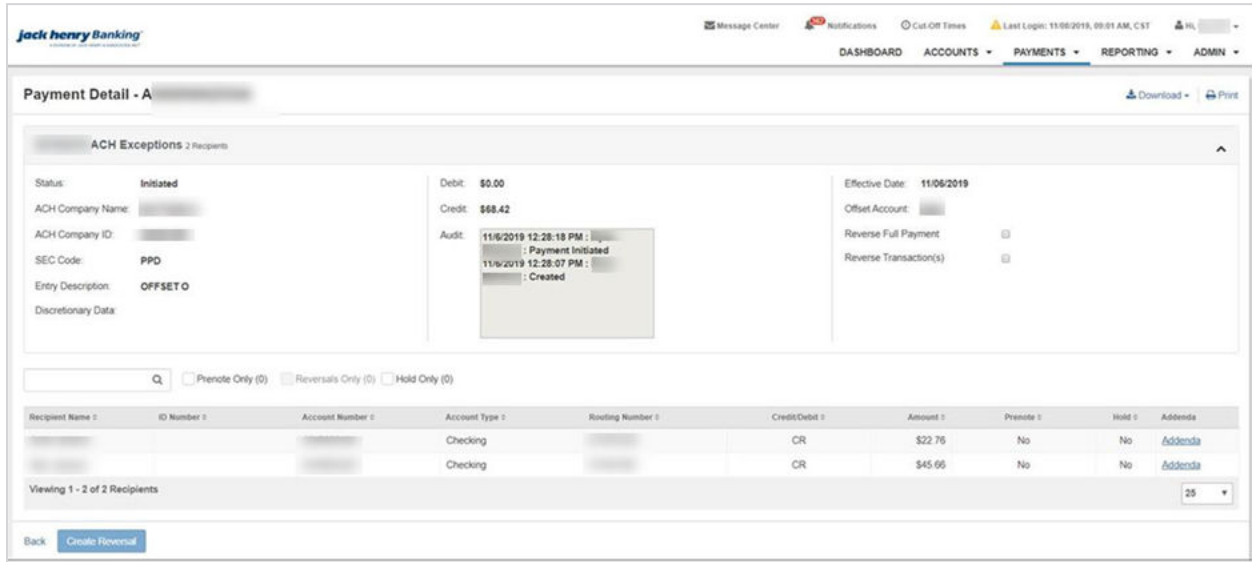 Message Center Notifications Cut-Off Times Last Login: 11/08/2019, 09:01 AM, CST Hi,
jack henry Banking
DASHBOARD ACCOUNTS PAYMENTS REPORTING ADMIN
Payment Detail - A
Download Print
ACH Exceptions 2 Recipients
Status: Initiated Debit: $0.00 Effective Date: 11/06/2019
ACH Company Name: Credit: $68.42 Offset Account:
ACH Company ID: Audit: 11/6/2019 12:28:18 PM : Reverse Full Payment
: Payment Initiated
SEC Code: PPD 11/6/2019 12:28:07 PM : Reverse Transaction(s)
: Created
Entry Description: OFFSET O
Discretionary Data:
Prenote Only (0) Reversals Only (0) Hold Only (0)
Recipient Name ID Number Account Number Account Type Routing Number Credit/Debit Amount Prenote Hold Addenda
Checking CR $22.76 No No Addenda
Checking CR $45.66 No No Addenda
Viewing 1 - 2 of 2 Recipients 25
Back Create Reversal